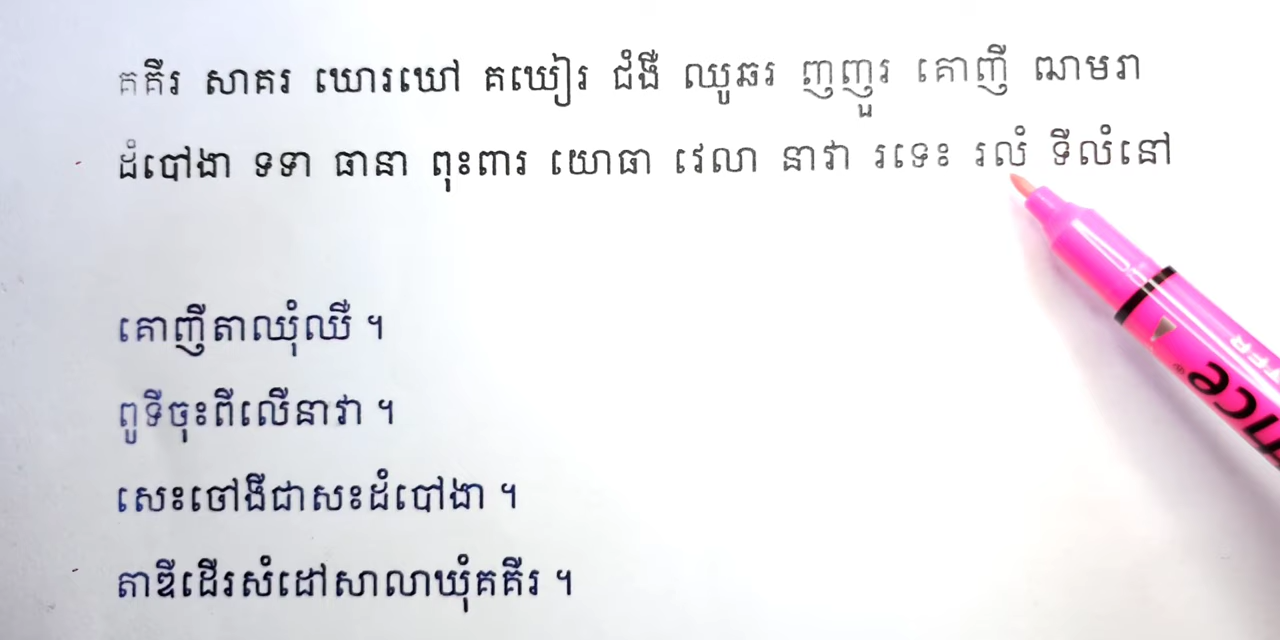 គគីរ សាគរ ឃោរឃៅ គឃៀរ ជំងឺ ឈូឆរ ញញួរ គោញី ឍាមរា
ដំបៅងា ទទា ធានា ពុះពារ យោធា វេលា នាវា រទេះ រលំ ទីលំនៅ
គោញីតាឈុំឈឺ ។
ពូទីចុះពីលើនាវា ។
សេះចៅងីជាសះដំបៅងា ។
តាឌីដើរសំដៅសាលាឃុំគគីរ ។